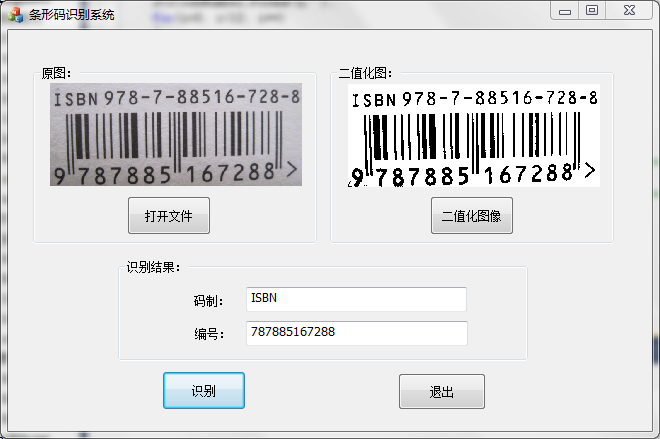 条形码识别系统
原图:
ISBN 978-7-88516-728-8
9 787885 167288 >
打开文件
二值化图:
ISBN 978-7-88516-728-8
9 787885 167288 >
二值化图像
识别结果:
码制: ISBN
编号: 787885167288
识别
退出